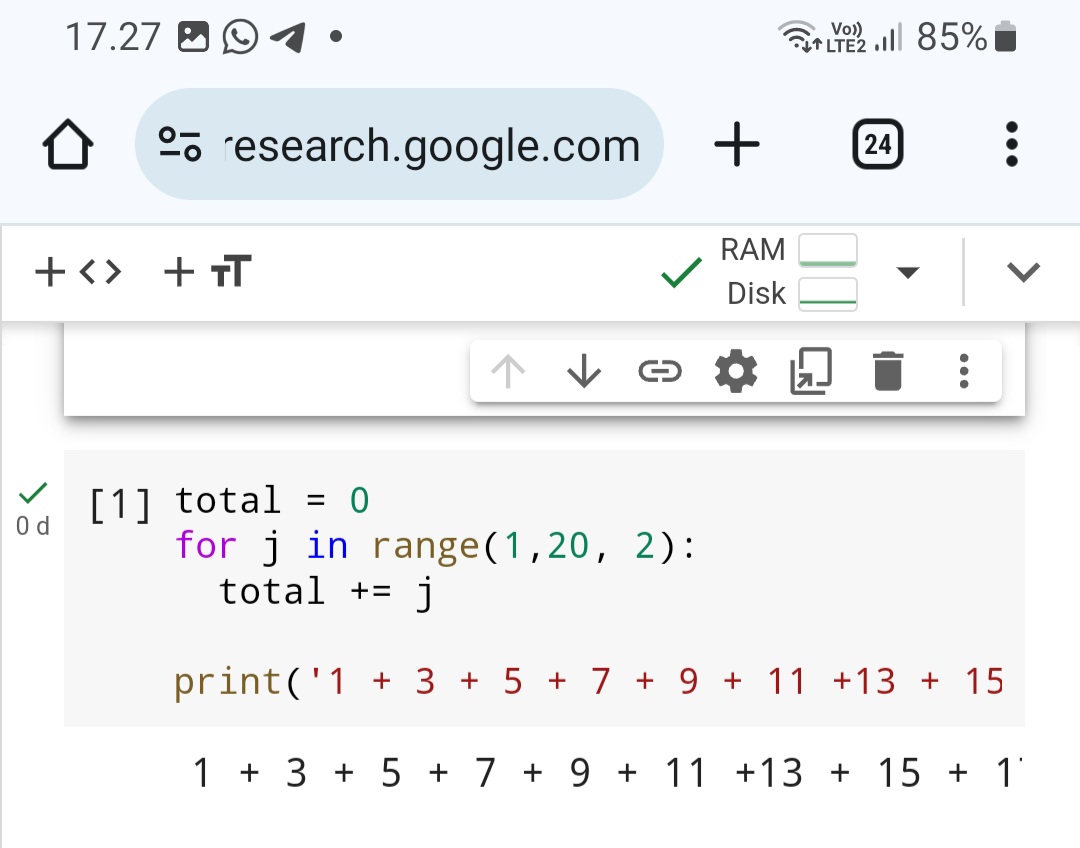 17.27 Vo)) LTE2 85%
research.google.com 24
RAM
Disk
[1] total = 0
0 d
for j in range(1,20, 2):
total += j
print('1 + 3 + 5 + 7 + 9 + 11 +13 + 15
1 + 3 + 5 + 7 + 9 + 11 +13 + 15 + 1